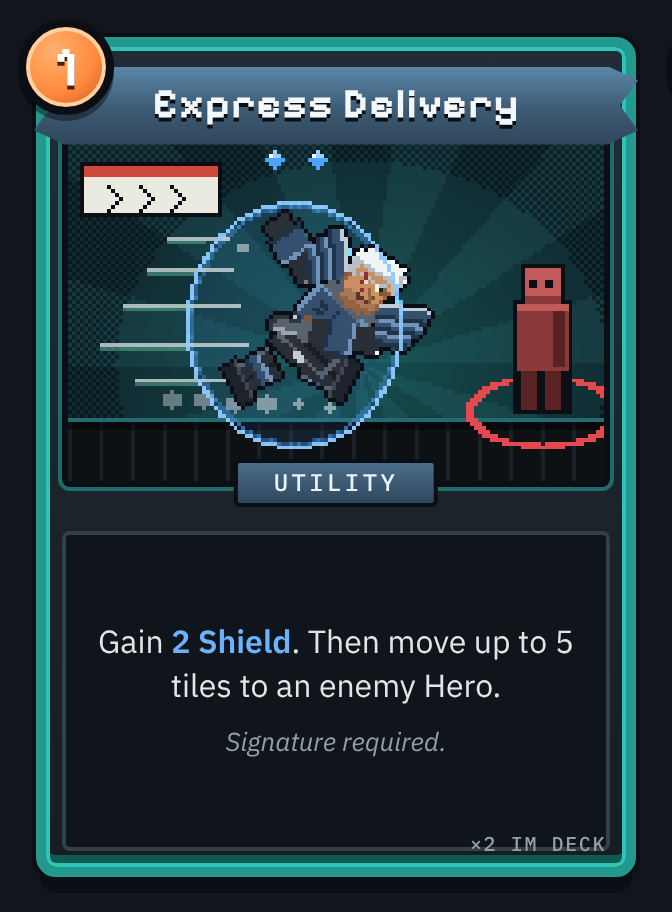 1
Express Delivery
UTILITY
Gain 2 Shield. Then move up to 5
tiles to an enemy Hero.
Signature required.
×2 IM DECK